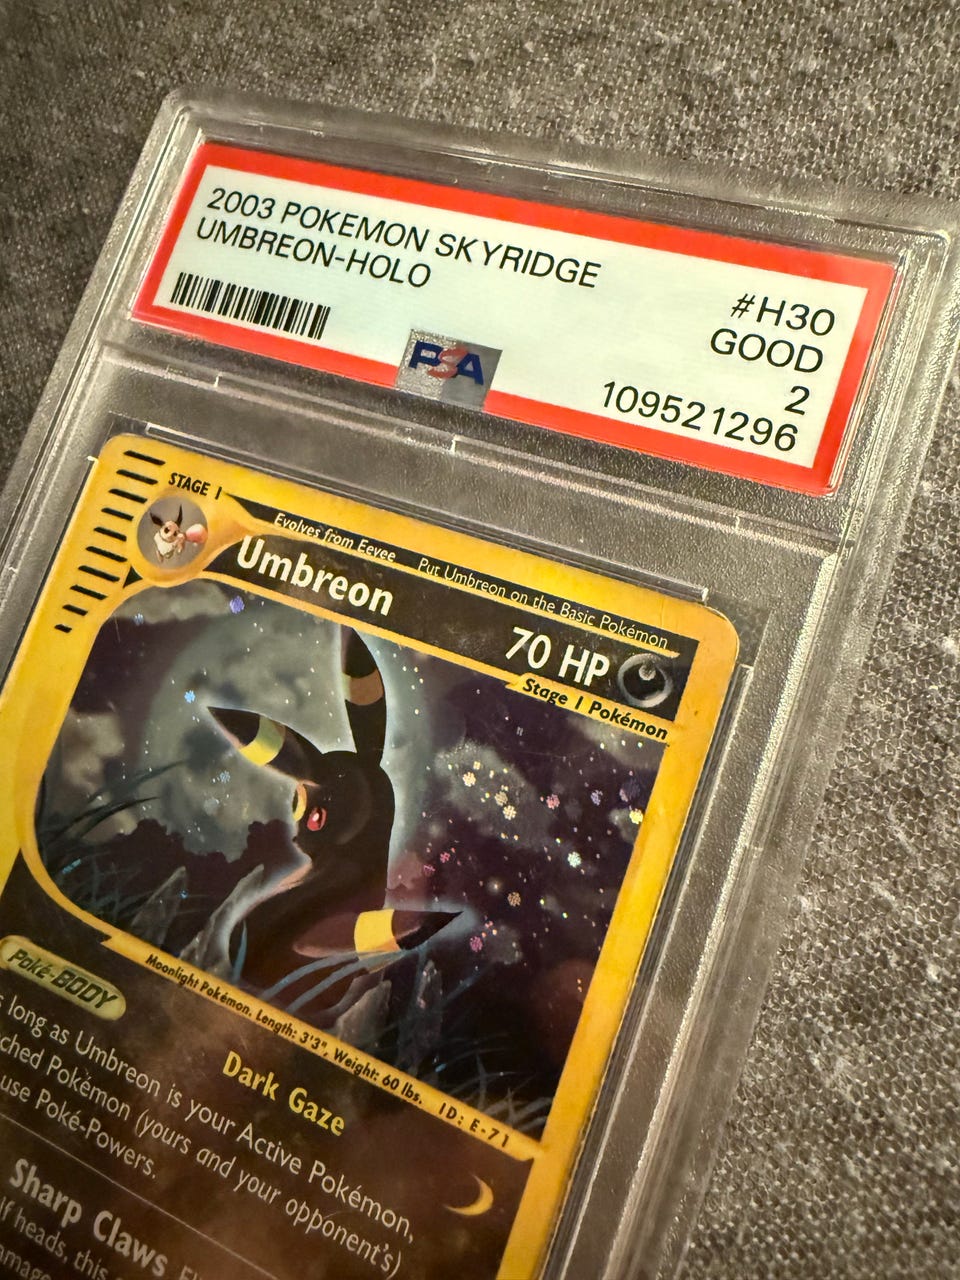 2003 POKEMON SKYRIDGE
#H30
UMBREON-HOLO
GOOD
2
PSA
109521296
STAGE 1
Evolves from Eevee
Put Umbreon on the Basic Pokémon
Umbreon
70 HP
Stage 1 Pokémon
Moonlight Pokémon. Length: 3'3", Weight: 60 lbs. ID: E-71
Poké-BODY
Dark Gaze
long as Umbreon is your Active Pokémon,
ched Pokémon (yours and your opponent's)
use Poké-Powers.
Sharp Claws
if heads, this